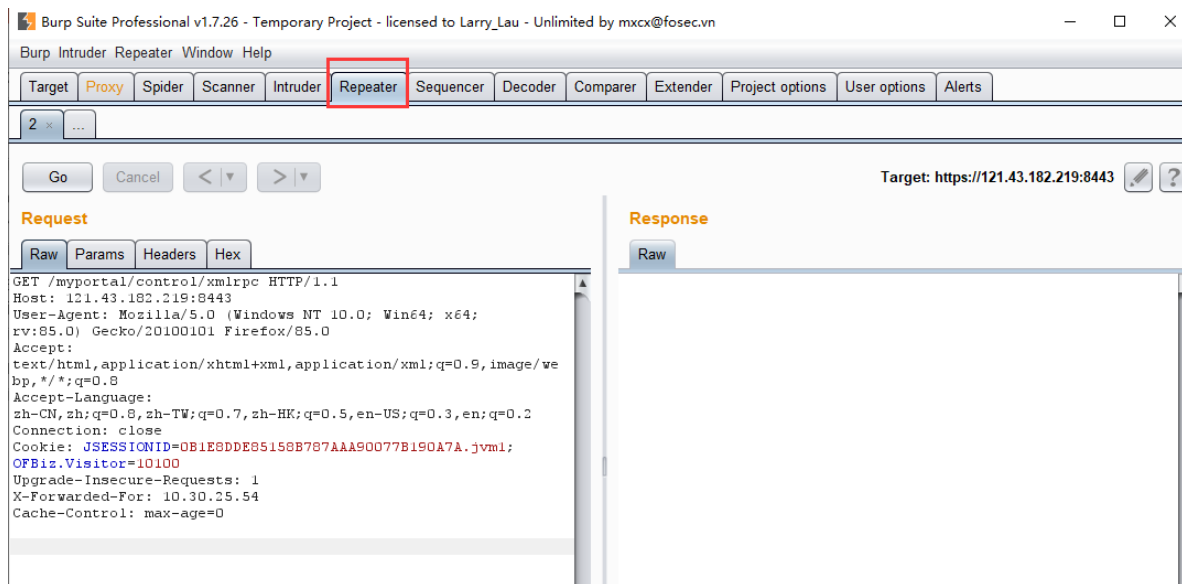 Burp Suite Professional v1.7.26 - Temporary Project - licensed to Larry_Lau - Unlimited by mxcx@fosec.vn
Burp Intruder Repeater Window Help
Target Proxy Spider Scanner Intruder Repeater Sequencer Decoder Comparer Extender Project options User options Alerts
2 × ...
Go Cancel < > Target: https://121.43.182.219:8443 ?
Request
Response
Raw Params Headers Hex
Raw
GET /myportal/control/xmlrpc HTTP/1.1
Host: 121.43.182.219:8443
User-Agent: Mozilla/5.0 (Windows NT 10.0; Win64; x64;
rv:85.0) Gecko/20100101 Firefox/85.0
Accept:
text/html,application/xhtml+xml,application/xml;q=0.9,image/we
bp,*/*;q=0.8
Accept-Language:
zh-CN,zh;q=0.8,zh-TW;q=0.7,zh-HK;q=0.5,en-US;q=0.3,en;q=0.2
Connection: close
Cookie: JSESSIONID=0B1E8DDE85158B787AAA90077B190A7A.jvm1;
OFBiz.Visitor=10100
Upgrade-Insecure-Requests: 1
X-Forwarded-For: 10.30.25.54
Cache-Control: max-age=0